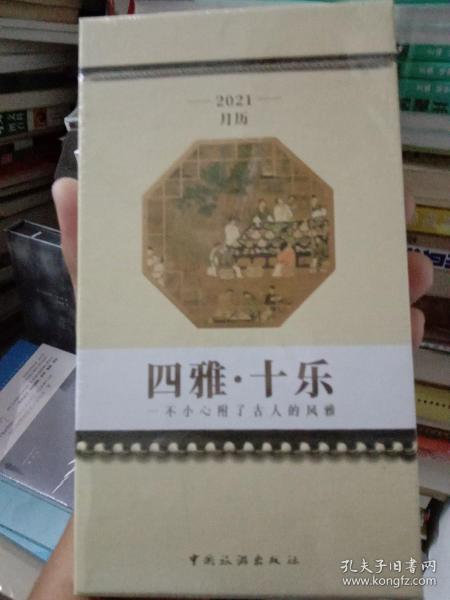 2021
月历
四雅·十乐
一不小心附了古人的风雅
中国旅游出版社
孔夫子旧书网
www.kongfz.com